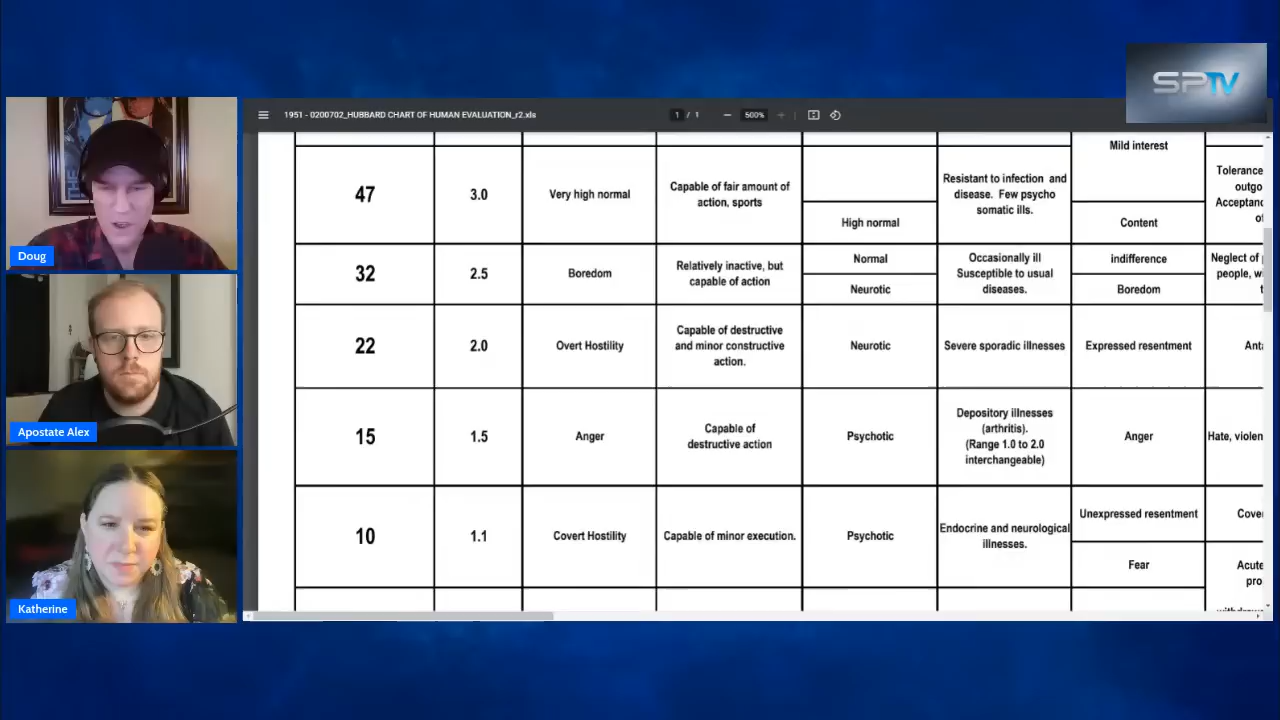 SPTV
1951 - 0200702_HUBBARD CHART OF HUMAN EVALUATION_r2.xls
1 / 1
500%
Mild interest
47
3.0
Very high normal
Capable of fair amount of
action, sports
High normal
Resistant to infection and
disease. Few psycho
somatic ills.
Content
Tolerance
outgo
Acceptanc
of
32
2.5
Boredom
Relatively inactive, but
capable of action
Normal
Neurotic
Occasionally ill
Susceptible to usual
diseases.
indifference
Boredom
Neglect of
people, wi
t
22
2.0
Overt Hostility
Capable of destructive
and minor constructive
action.
Neurotic
Severe sporadic illnesses
Expressed resentment
Anta
15
1.5
Anger
Capable of
destructive action
Psychotic
Depository illnesses
(arthritis).
(Range 1.0 to 2.0
interchangeable)
Anger
Hate, violen
10
1.1
Covert Hostility
Capable of minor execution.
Psychotic
Endocrine and neurological
illnesses.
Unexpressed resentment
Fear
Cover
Acute
pro
Doug
Apostate Alex
Katherine